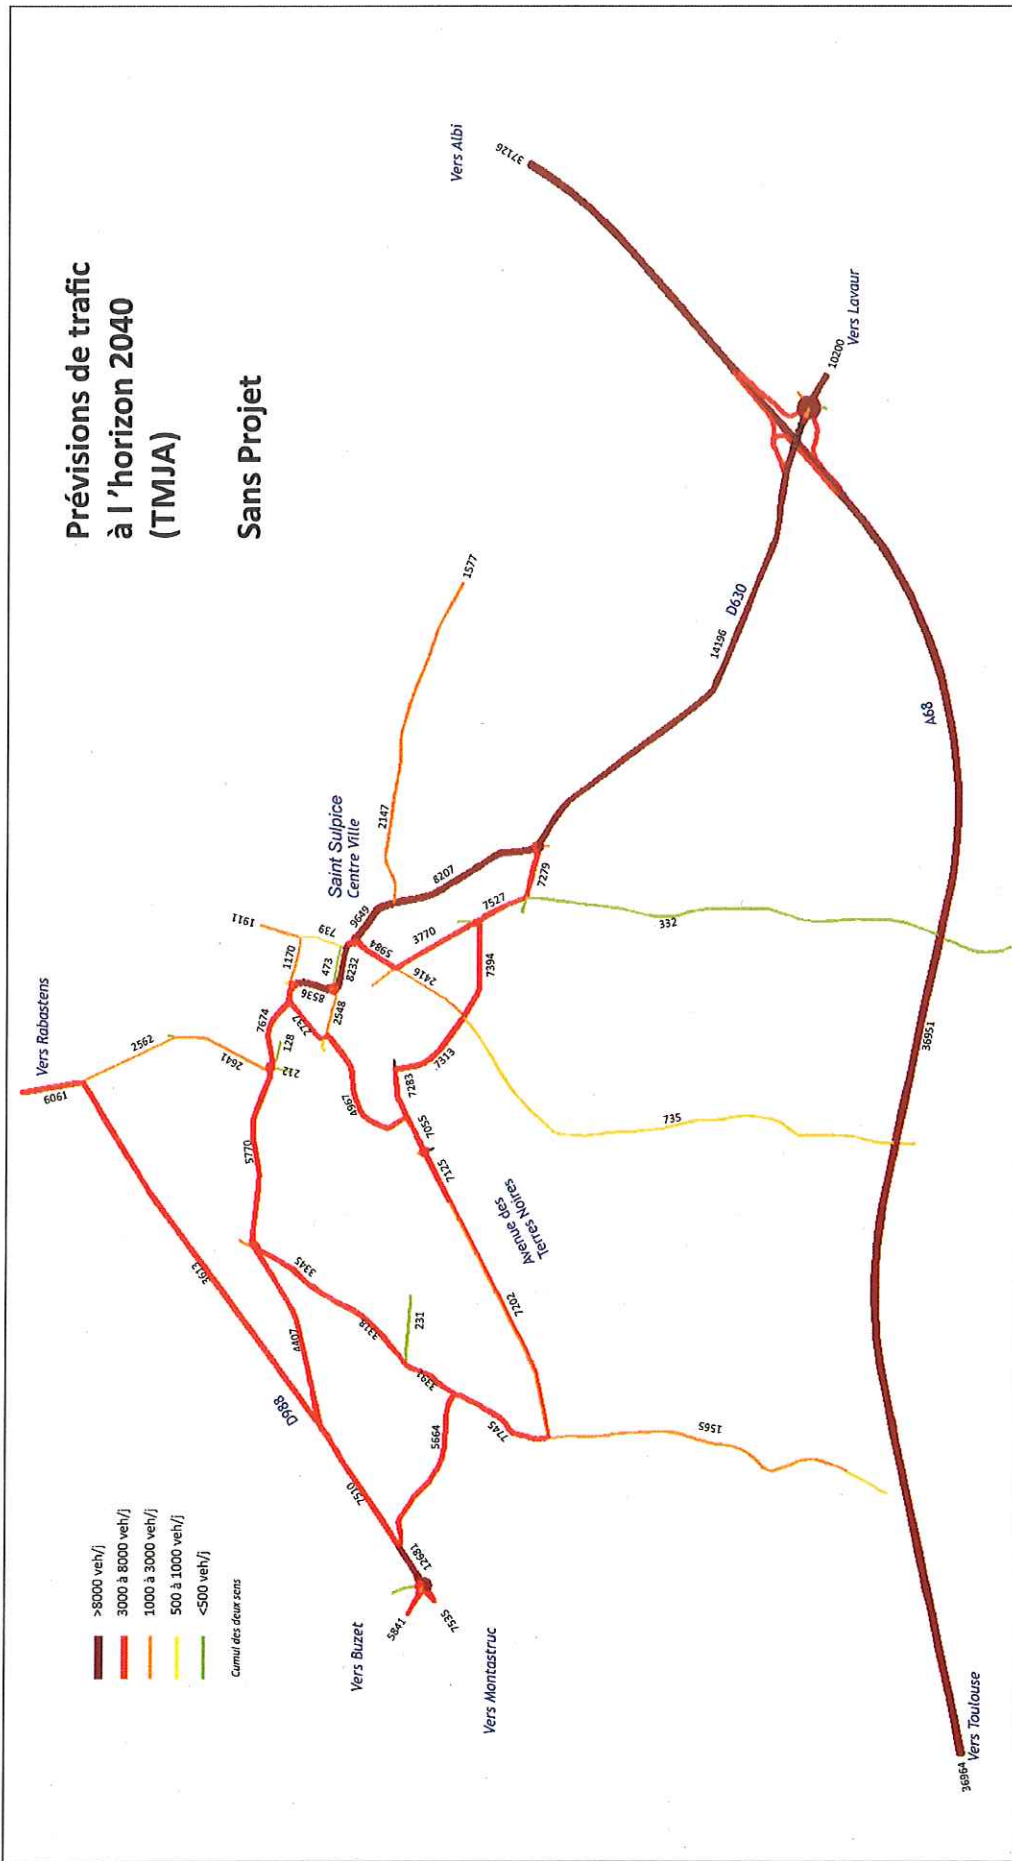 Prévisions de trafic
à l 'horizon 2040
(TMJA)
Sans Projet
>8000 veh/j
3000 à 8000 veh/j
1000 à 3000 veh/j
500 à 1000 veh/j
<500 veh/j
Cumul des deux sens
Vers Rabastens
6061
2562
2641
3613
D988
7510
4407
5770
212
128
7674
1170
1911
739
473
8536
8232
2737
2548
Saint Sulpice
Centre Ville
9649
5984
2147
1577
8207
3770
7527
7279
2416
7394
7313
7283
4967
7055
7125
Avenue des
Terres Noires
7202
3345
3318
231
3391
5664
7745
1565
735
332
12681
Vers Buzet
5841
7535
Vers Montastruc
14196
D630
Vers Albi
37126
10200
Vers Lavaur
A68
36951
36964
Vers Toulouse